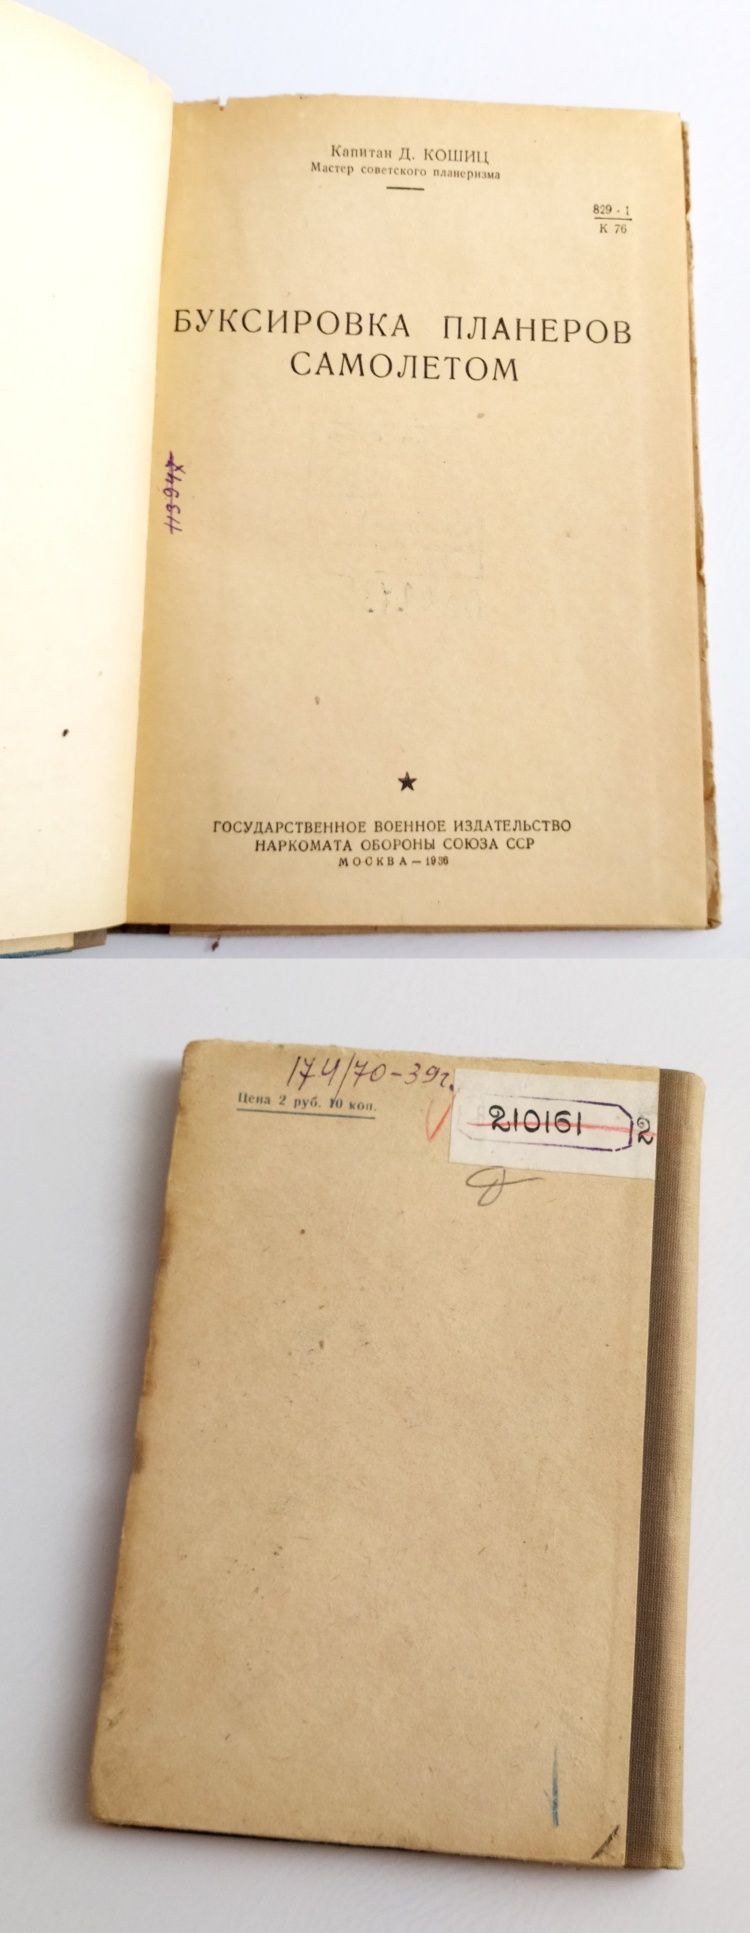 Капитан Д. КОШИЦ
Мастер советского планеризма
829 - 1
К 76
БУКСИРОВКА ПЛАНЕРОВ
САМОЛЕТОМ
ГОСУДАРСТВЕННОЕ ВОЕННОЕ ИЗДАТЕЛЬСТВО
НАРКОМАТА ОБОРОНЫ СОЮЗА ССР
МОСКВА — 1936
174/70-39г.
Цена 2 руб. 10 коп.
210161 2